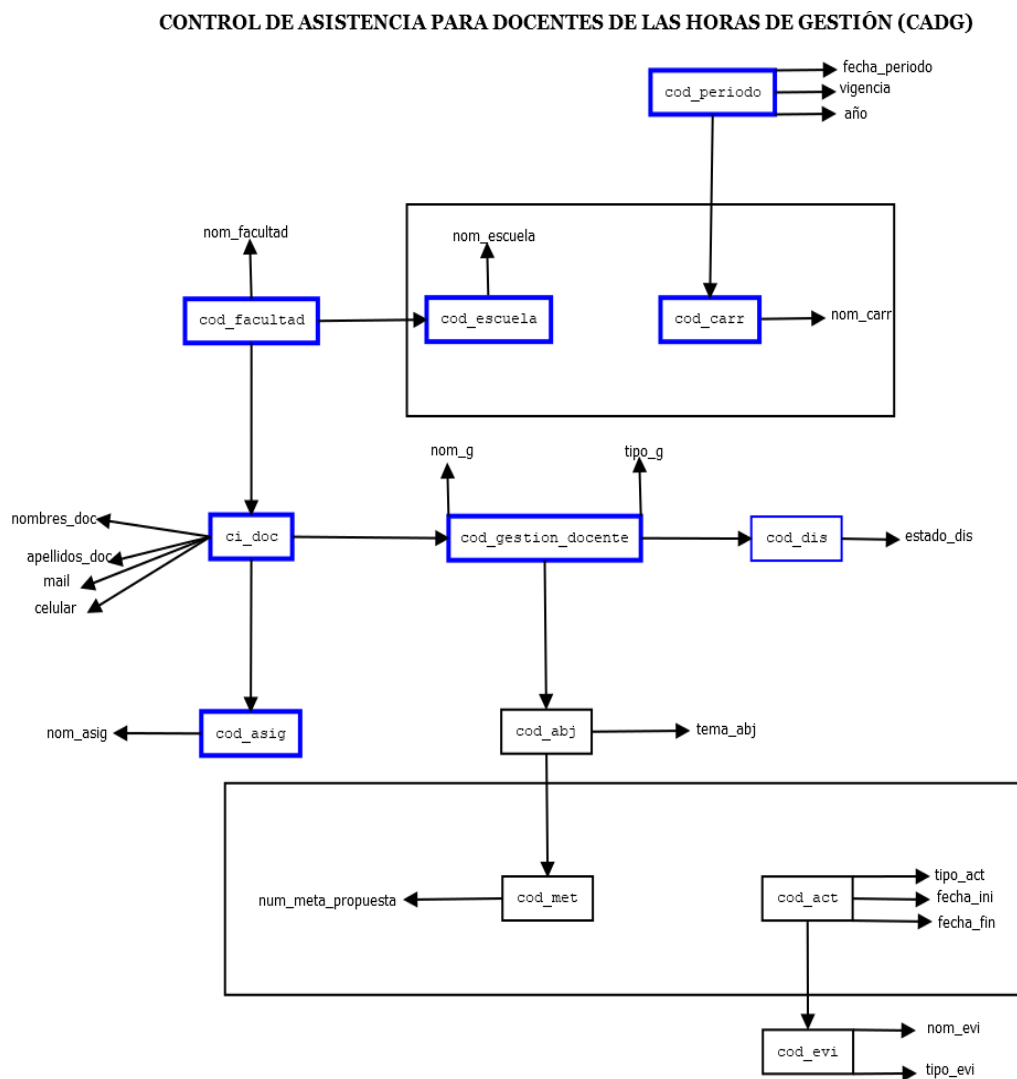 CONTROL DE ASISTENCIA PARA DOCENTES DE LAS HORAS DE GESTIÓN (CADG)
fecha_periodo
cod_periodo
vigencia
año
nom_facultad
nom_escuela
cod_facultad
cod_escuela
cod_carr
nom_carr
nom_g
tipo_g
nombres_doc
ci_doc
cod_gestion_docente
cod_dis
estado_dis
apellidos_doc
mail
celular
nom_asig
cod_asig
cod_abj
tema_abj
num_meta_propuesta
cod_met
cod_act
tipo_act
fecha_ini
fecha_fin
cod_evi
nom_evi
tipo_evi